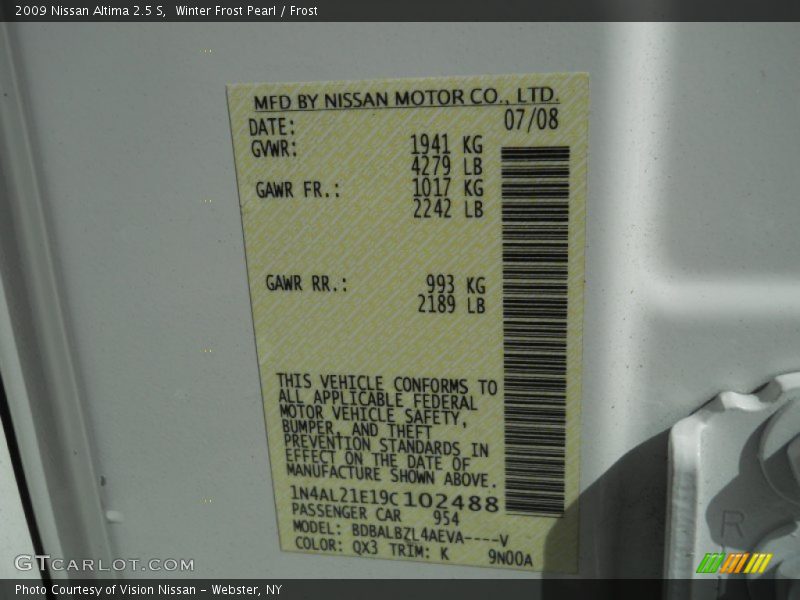 2009 Nissan Altima 2.5 S, Winter Frost Pearl / Frost
MFD BY NISSAN MOTOR CO., LTD.
DATE: 07/08
GVWR: 1941 KG
4279 LB
GAWR FR.: 1017 KG
2242 LB
GAWR RR.: 993 KG
2189 LB
THIS VEHICLE CONFORMS TO
ALL APPLICABLE FEDERAL
MOTOR VEHICLE SAFETY,
BUMPER, AND THEFT
PREVENTION STANDARDS IN
EFFECT ON THE DATE OF
MANUFACTURE SHOWN ABOVE.
1N4AL21E19C102488
PASSENGER CAR 954
MODEL: BDBALBZL4AEVA----V
COLOR: QX3 TRIM: K 9N00A
R
GTCARLOT.COM
Photo Courtesy of Vision Nissan - Webster, NY